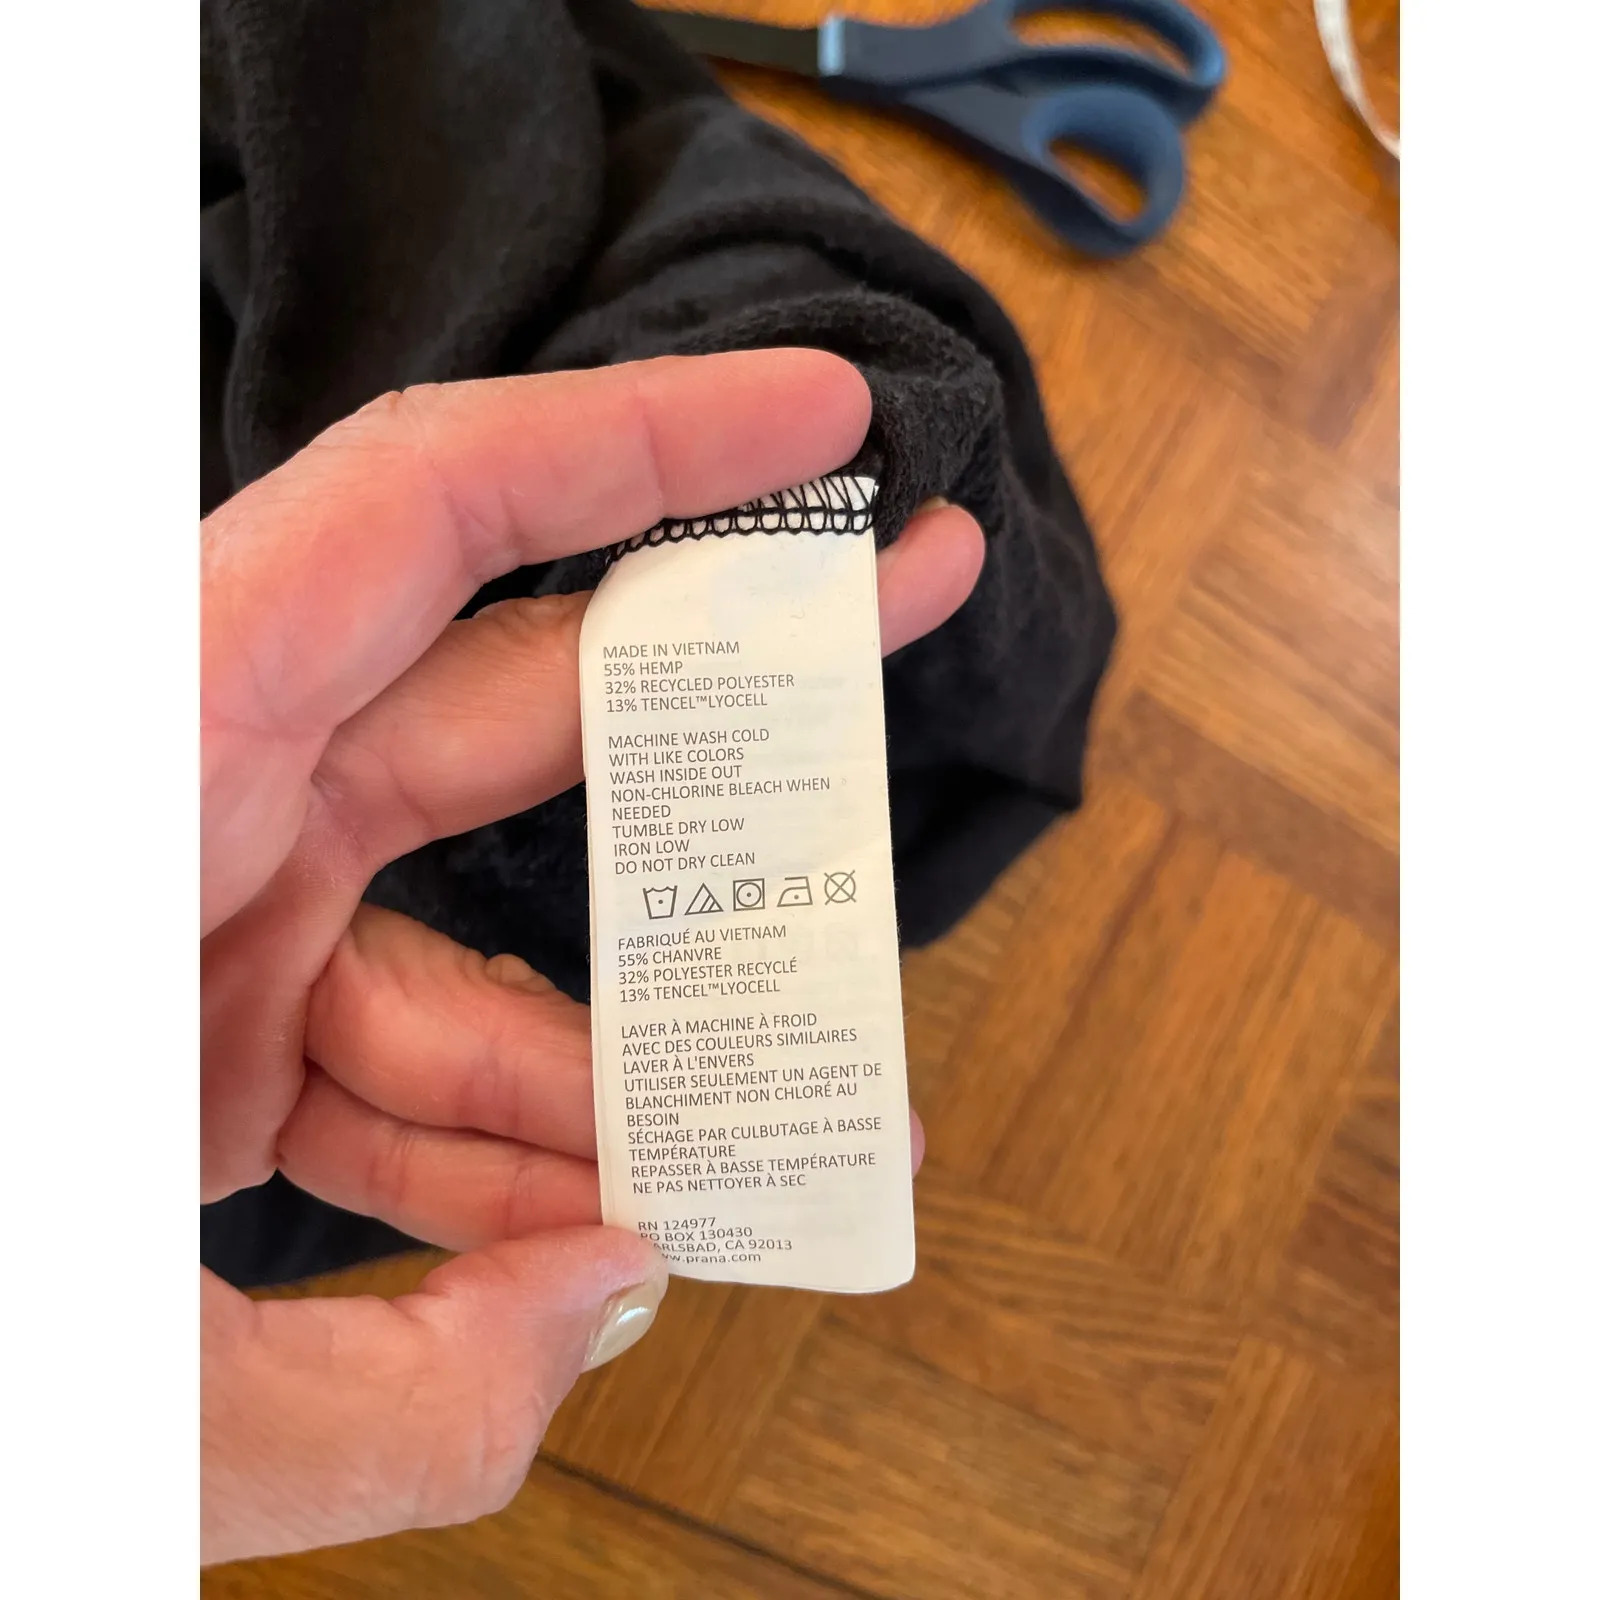 MADE IN VIETNAM
55% HEMP
32% RECYCLED POLYESTER
13% TENCEL™LYOCELL
MACHINE WASH COLD
WITH LIKE COLORS
WASH INSIDE OUT
NON-CHLORINE BLEACH WHEN
NEEDED
TUMBLE DRY LOW
IRON LOW
DO NOT DRY CLEAN
FABRIQUÉ AU VIETNAM
55% CHANVRE
32% POLYESTER RECYCLÉ
13% TENCEL™LYOCELL
LAVER À MACHINE À FROID
AVEC DES COULEURS SIMILAIRES
LAVER À L'ENVERS
UTILISER SEULEMENT UN AGENT DE
BLANCHIMENT NON CHLORÉ AU
BESOIN
SÉCHAGE PAR CULBUTAGE À BASSE
TEMPÉRATURE
REPASSER À BASSE TEMPÉRATURE
NE PAS NETTOYER À SEC
RN 124977
PO BOX 130430
ARLSBAD, CA 92013
w.prana.com